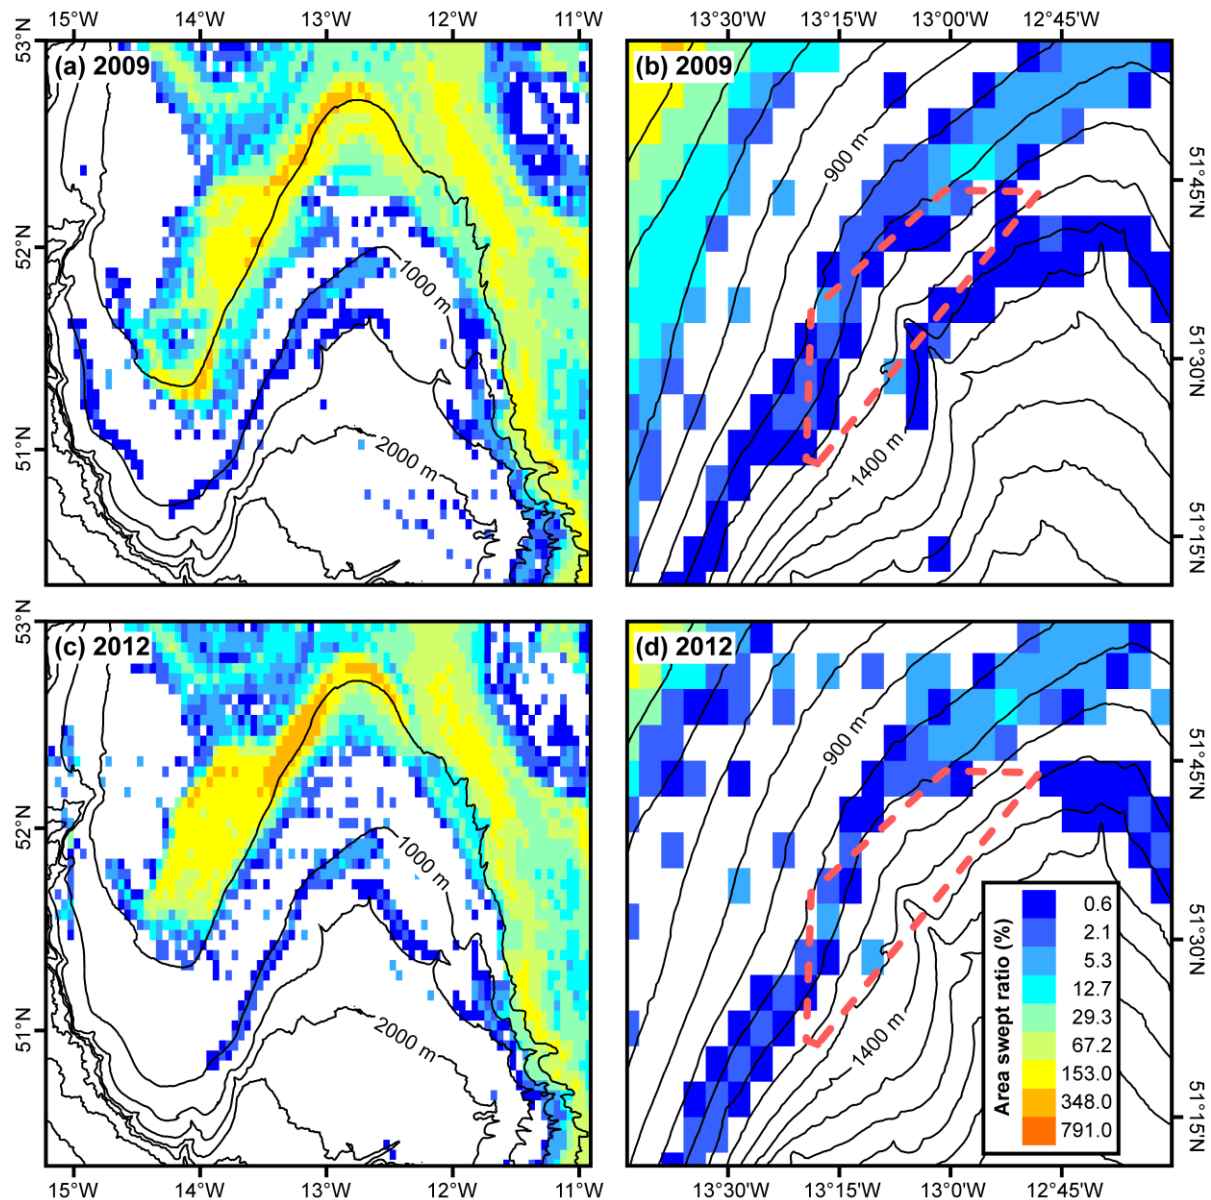 15°W 14°W 13°W 12°W 11°W 13°30'W 13°15'W 13°00'W 12°45'W
53°N
(a) 2009
(b) 2009
900 m
51°45'N
52°N
1000 m
51°30'N
51°N
2000 m
1400 m
51°15'N
53°N
(c) 2012
(d) 2012
900 m
51°45'N
52°N
1000 m
Area swept ratio (%)
0.6
2.1
5.3
12.7
29.3
67.2
153.0
348.0
791.0
51°30'N
51°N
2000 m
1400 m
51°15'N
15°W 14°W 13°W 12°W 11°W 13°30'W 13°15'W 13°00'W 12°45'W